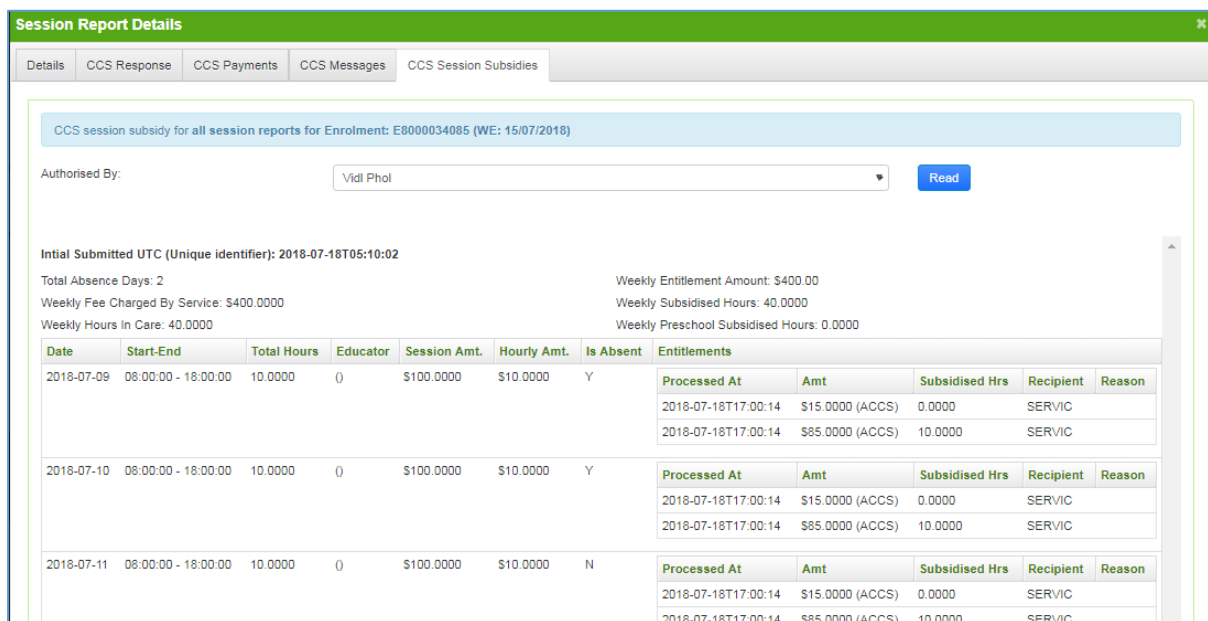 Session Report Details
Details CCS Response CCS Payments CCS Messages CCS Session Subsidies
CCS session subsidy for all session reports for Enrolment: E8000034085 (WE: 15/07/2018)
Authorised By: Vidl Phol Read
Intial Submitted UTC (Unique identifier): 2018-07-18T05:10:02
Total Absence Days: 2 Weekly Entitlement Amount: $400.00
Weekly Fee Charged By Service: $400.0000 Weekly Subsidised Hours: 40.0000
Weekly Hours In Care: 40.0000 Weekly Preschool Subsidised Hours: 0.0000
Date Start-End Total Hours Educator Session Amt. Hourly Amt. Is Absent Entitlements
2018-07-09 08:00:00 - 18:00:00 10.0000 () $100.0000 $10.0000 Y
Processed At Amt Subsidised Hrs Recipient Reason
2018-07-18T17:00:14 $15.0000 (ACCS) 0.0000 SERVIC
2018-07-18T17:00:14 $85.0000 (ACCS) 10.0000 SERVIC
2018-07-10 08:00:00 - 18:00:00 10.0000 () $100.0000 $10.0000 Y
Processed At Amt Subsidised Hrs Recipient Reason
2018-07-18T17:00:14 $15.0000 (ACCS) 0.0000 SERVIC
2018-07-18T17:00:14 $85.0000 (ACCS) 10.0000 SERVIC
2018-07-11 08:00:00 - 18:00:00 10.0000 () $100.0000 $10.0000 N
Processed At Amt Subsidised Hrs Recipient Reason
2018-07-18T17:00:14 $15.0000 (ACCS) 0.0000 SERVIC
2018-07-18T17:00:14 $85.0000 (ACCS) 10.0000 SERVIC